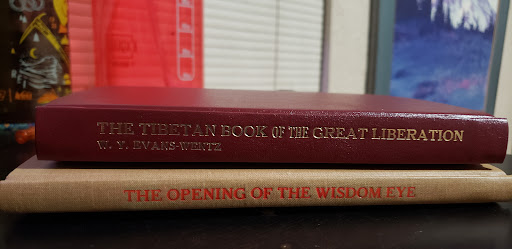 THE TIBETAN BOOK OF THE GREAT LIBERATION
W. Y. EVANS-WENTZ
THE OPENING OF THE WISDOM EYE